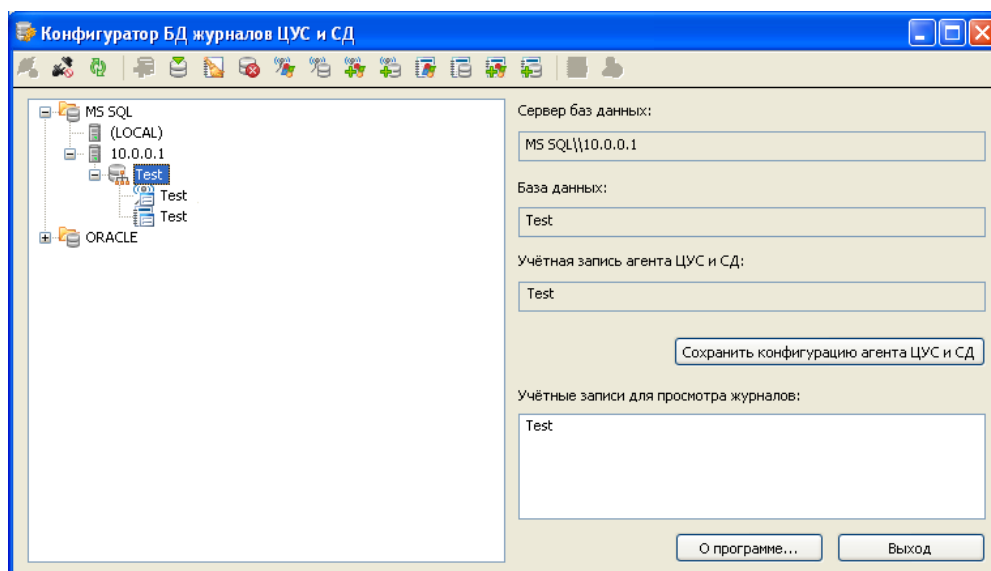 Конфигуратор БД журналов ЦУС и СД
MS SQL
(LOCAL)
10.0.0.1
Test
Test
Test
ORACLE
Сервер баз данных:
MS SQL\\10.0.0.1
База данных:
Test
Учётная запись агента ЦУС и СД:
Test
Сохранить конфигурацию агента ЦУС и СД
Учётные записи для просмотра журналов:
Test
О программе...
Выход